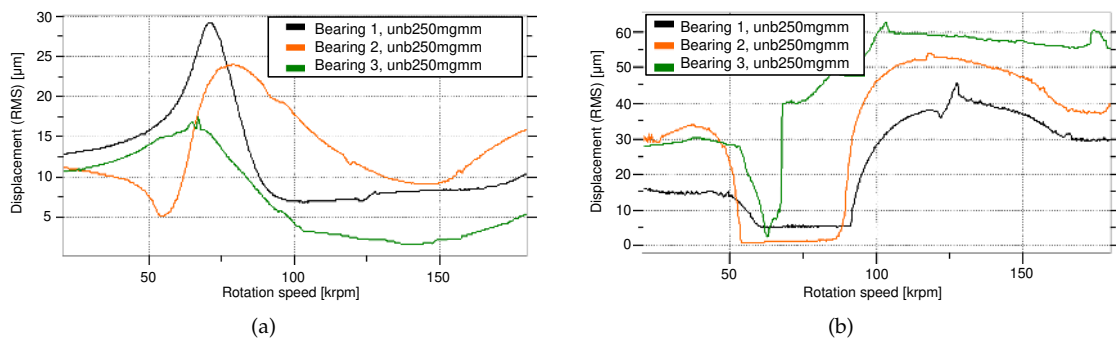 Displacement (RMS) [µm]
30
25
20
15
10
5
Bearing 1, unb250mgmm
Bearing 2, unb250mgmm
Bearing 3, unb250mgmm
50
100
150
Rotation speed [krpm]
(a)
Displacement (RMS) [µm]
60
50
40
30
20
10
0
Bearing 1, unb250mgmm
Bearing 2, unb250mgmm
Bearing 3, unb250mgmm
50
100
150
Rotation speed [krpm]
(b)